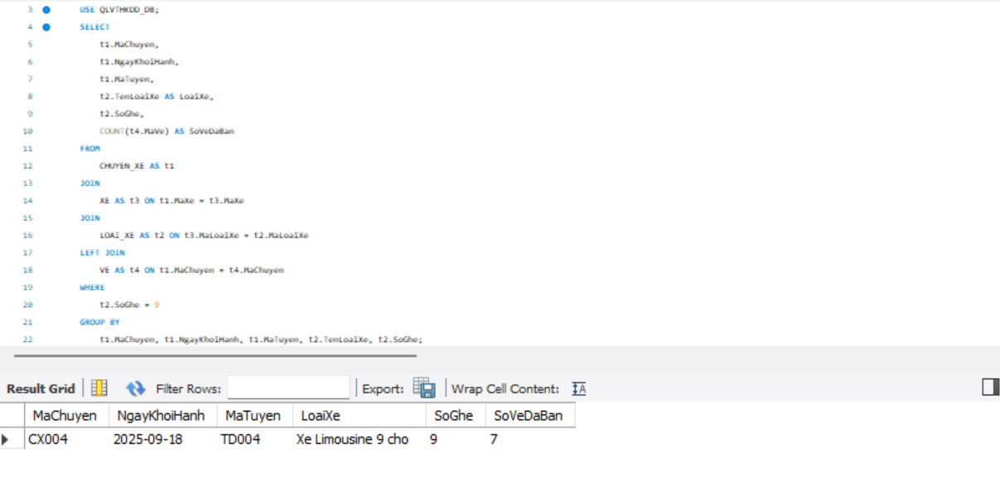 3 USE QLVTHKDD_DB;
4 SELECT
5 t1.MaChuyen,
6 t1.NgayKhoiHanh,
7 t1.MaTuyen,
8 t2.TenLoaiXe AS LoaiXe,
9 t2.SoGhe,
10 COUNT(t4.MaVe) AS SoVeDaBan
11 FROM
12 CHUYEN_XE AS t1
13 JOIN
14 XE AS t3 ON t1.MaXe = t3.MaXe
15 JOIN
16 LOAI_XE AS t2 ON t3.MaLoaiXe = t2.MaLoaiXe
17 LEFT JOIN
18 VE AS t4 ON t1.MaChuyen = t4.MaChuyen
19 WHERE
20 t2.SoGhe = 9
21 GROUP BY
22 t1.MaChuyen, t1.NgayKhoiHanh, t1.MaTuyen, t2.TenLoaiXe, t2.SoGhe;
Result Grid Filter Rows: Export: Wrap Cell Content: IA
MaChuyen NgayKhoiHanh MaTuyen LoaiXe SoGhe SoVeDaBan
CX004 2025-09-18 TD004 Xe Limousine 9 cho 9 7